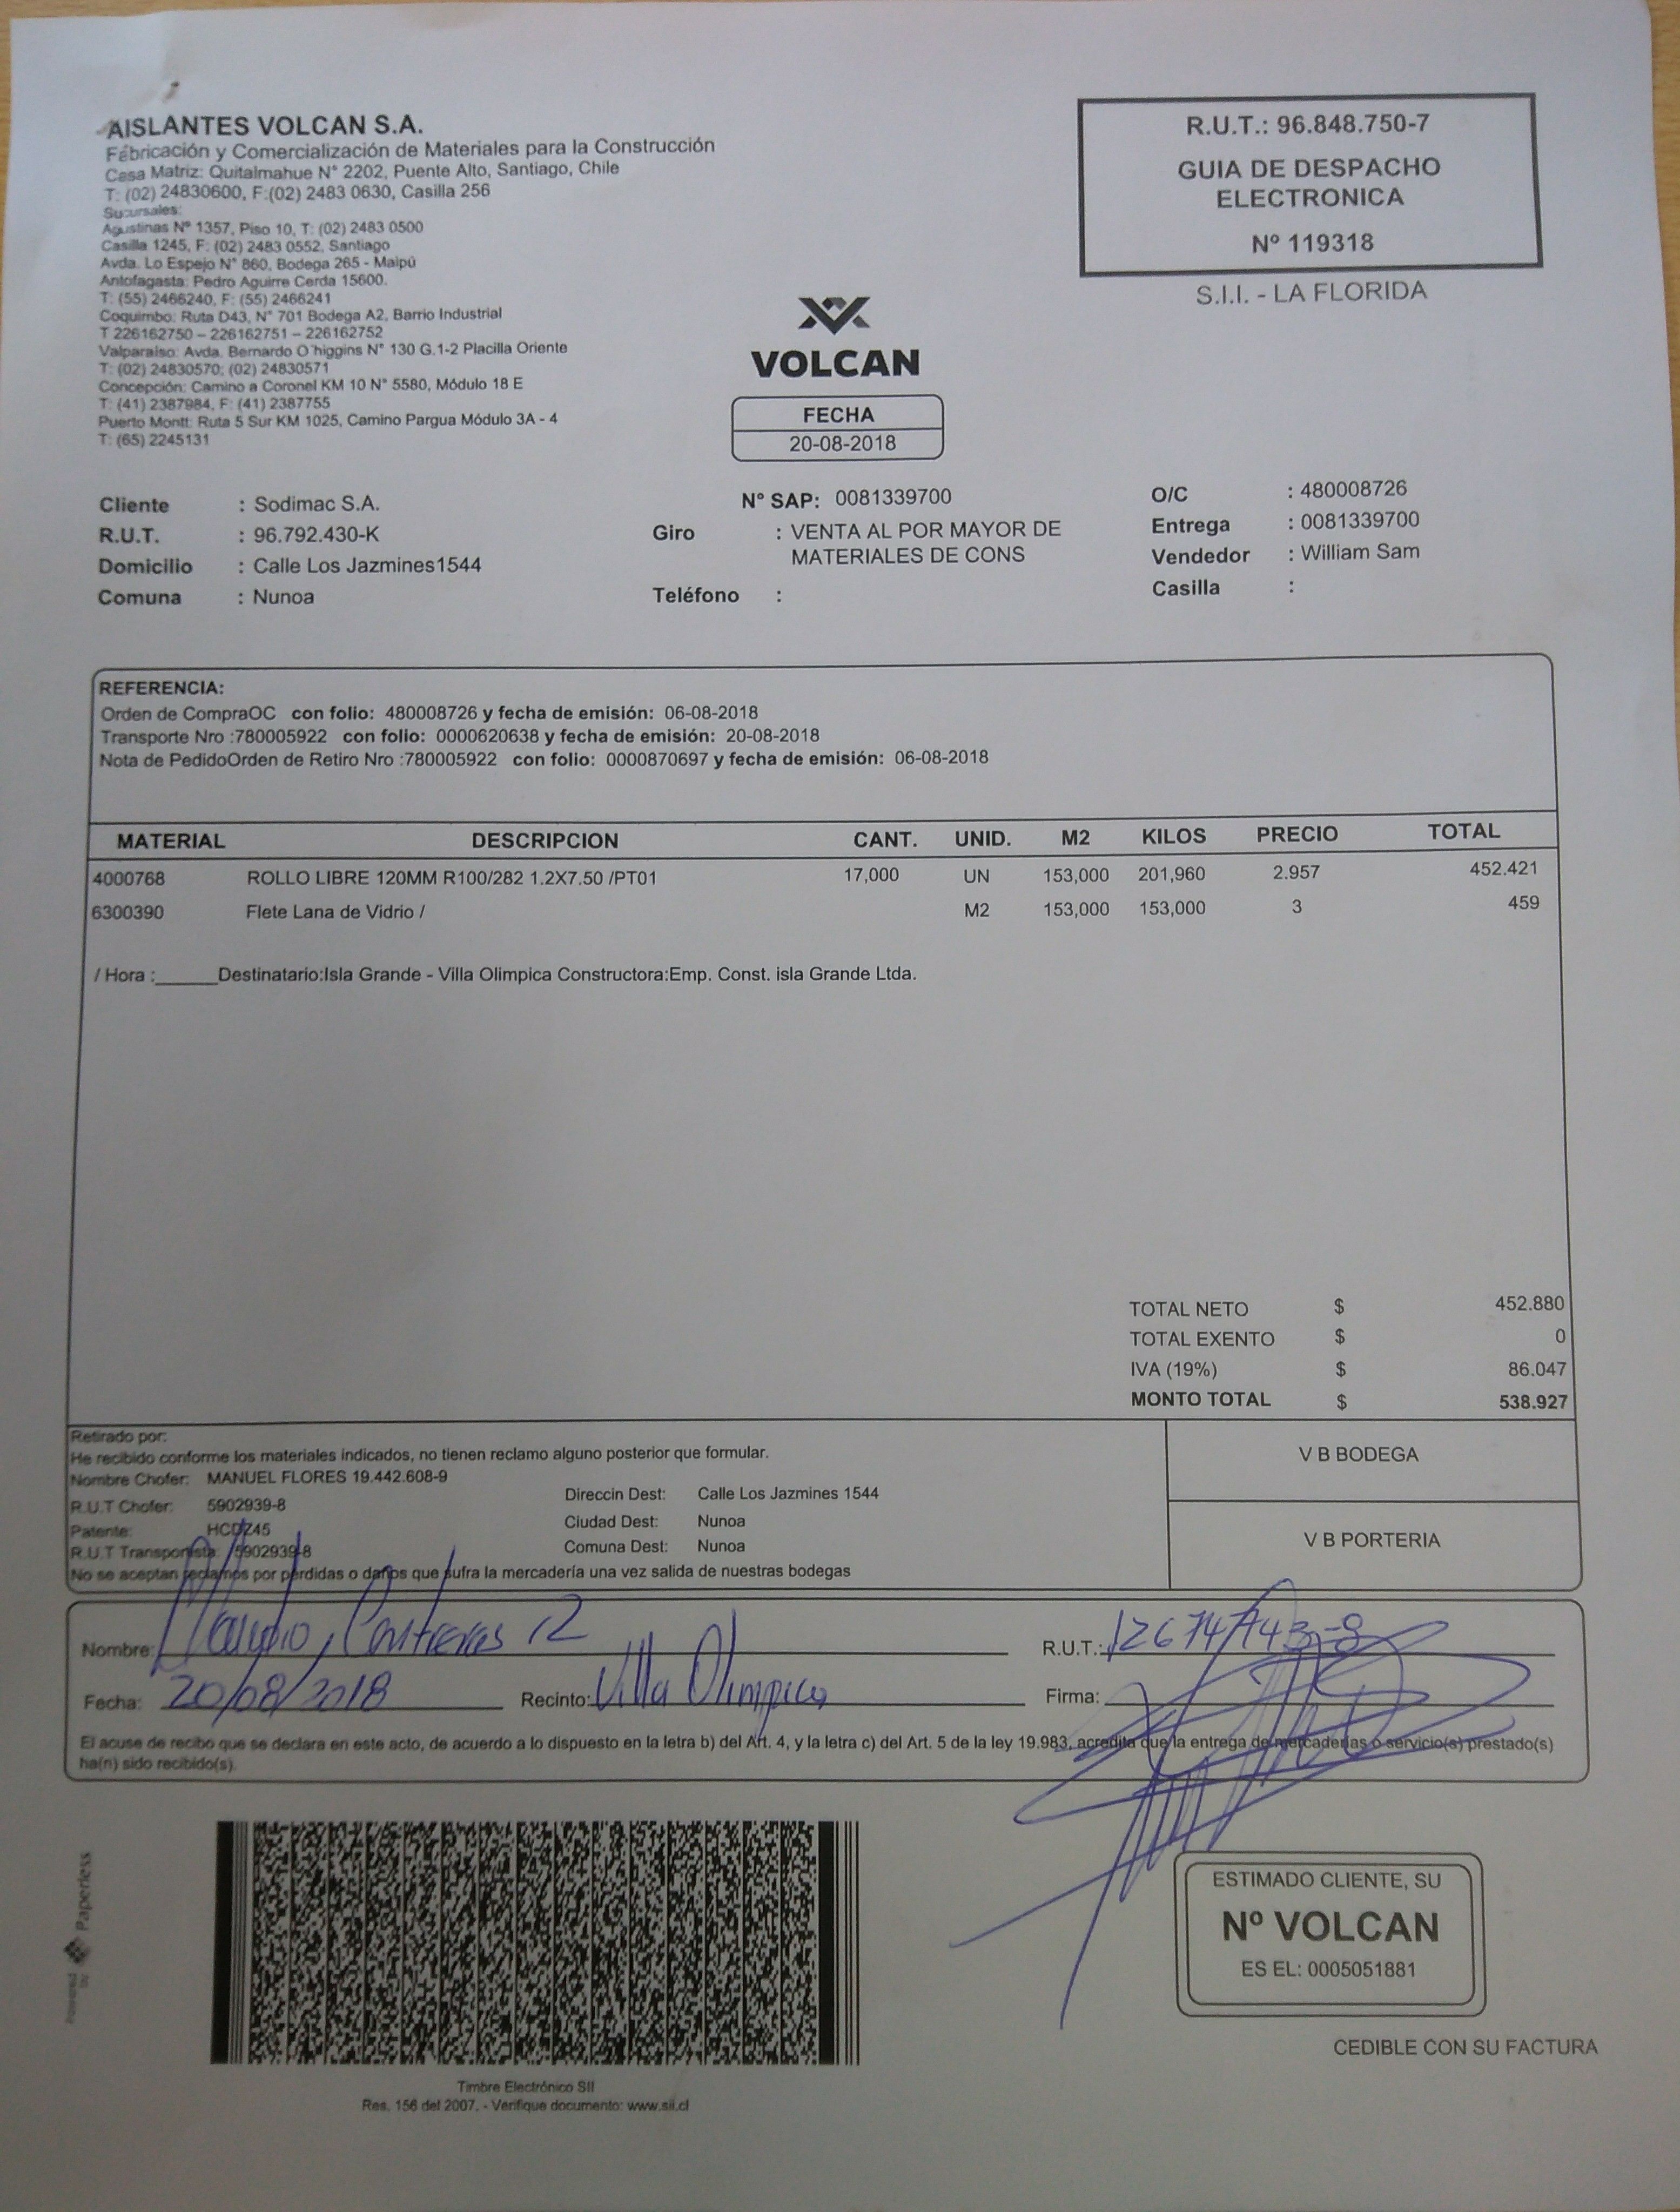 AISLANTES VOLCAN S.A.
Fábricación y Comercialización de Materiales para la Construcción
Casa Matriz: Quitalmahue N° 2202, Puente Alto, Santiago, Chile
T: (02) 24830600, F:(02) 2483 0630, Casilla 256
Sucursales:
Agustinas Nº 1357, Piso 10, T: (02) 2483 0500
Casilla 1245, F: (02) 2483 0552, Santiago
Avda. Lo Espejo N° 860, Bodega 265 - Maipú
Antofagasta: Pedro Aguirre Cerda 15600.
T: (55) 2466240, F: (55) 2466241
Coquimbo: Ruta D43, N° 701 Bodega A2, Barrio Industrial
T 226162750 – 226162751 – 226162752
Valparaiso: Avda. Bernardo O'higgins N° 130 G.1-2 Placilla Oriente
T: (02) 24830570; (02) 24830571
Concepción: Camino a Coronel KM 10 N° 5580, Módulo 18 E
T: (41) 2387984, F: (41) 2387755
Puerto Montt: Ruta 5 Sur KM 1025, Camino Pargua Módulo 3A - 4
T: (65) 2245131
R.U.T.: 96.848.750-7
GUIA DE DESPACHO
ELECTRONICA
Nº 119318
S.I.I. - LA FLORIDA
VOLCAN
FECHA
20-08-2018
Cliente : Sodimac S.A. N° SAP: 0081339700 O/C : 480008726
R.U.T. : 96.792.430-K Giro : VENTA AL POR MAYOR DE Entrega : 0081339700
MATERIALES DE CONS Vendedor : William Sam
Domicilio : Calle Los Jazmines1544
Comuna : Nunoa Teléfono : Casilla :
REFERENCIA:
Orden de CompraOC con folio: 480008726 y fecha de emisión: 06-08-2018
Transporte Nro :780005922 con folio: 0000620638 y fecha de emisión: 20-08-2018
Nota de PedidoOrden de Retiro Nro :780005922 con folio: 0000870697 y fecha de emisión: 06-08-2018
MATERIAL DESCRIPCION CANT. UNID. M2 KILOS PRECIO TOTAL
4000768 ROLLO LIBRE 120MM R100/282 1.2X7.50 /PT01 17,000 UN 153,000 201,960 2.957 452.421
6300390 Flete Lana de Vidrio / M2 153,000 153,000 3 459
/ Hora :______Destinatario:Isla Grande - Villa Olimpica Constructora:Emp. Const. isla Grande Ltda.
TOTAL NETO $ 452.880
TOTAL EXENTO $ 0
IVA (19%) $ 86.047
MONTO TOTAL $ 538.927
Retirado por:
He recibido conforme los materiales indicados, no tienen reclamo alguno posterior que formular.
Nombre Chofer: MANUEL FLORES 19.442.608-9
R.U.T Chofer: 5902939-8 Direccin Dest: Calle Los Jazmines 1544
Patente: HCDZ45 Ciudad Dest: Nunoa
R.U.T Transporista: 5902939-8 Comuna Dest: Nunoa
No se aceptan reclamos por pérdidas o daños que sufra la mercadería una vez salida de nuestras bodegas
V B BODEGA
V B PORTERIA
Nombre: Claudio Contreras R.U.T.:
Fecha: 20/08/2018 Recinto: Villa Olimpica Firma:
El acuse de recibo que se declara en este acto, de acuerdo a lo dispuesto en la letra b) del Art. 4, y la letra c) del Art. 5 de la ley 19.983, acredita que la entrega de mercaderias o servicio(s) prestado(s)
ha(n) sido recibido(s).
Powered by Paperless
Timbre Electrónico SII
Res. 156 del 2007. - Verifique documento: www.sii.cl
ESTIMADO CLIENTE, SU
Nº VOLCAN
ES EL: 0005051881
CEDIBLE CON SU FACTURA